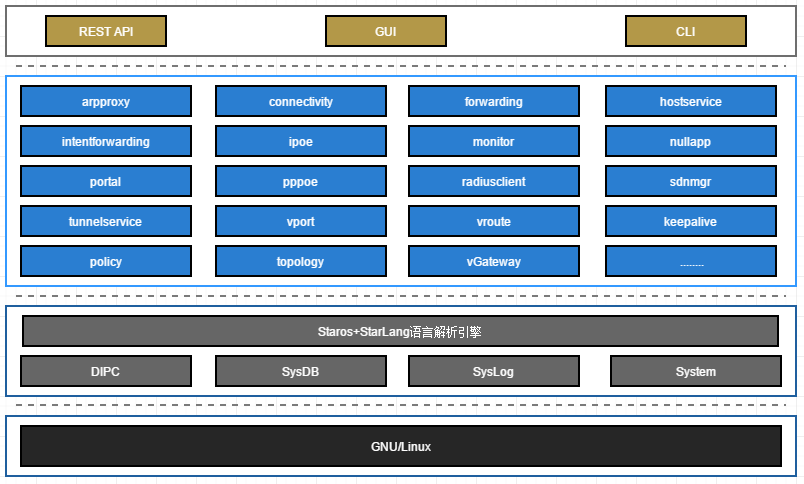 REST API GUI CLI
arpproxy connectivity forwarding hostservice
intentforwarding ipoe monitor nullapp
portal pppoe radiusclient sdnmgr
tunnelservice vport vroute keepalive
policy topology vGateway ........
Staros+StarLang语言解析引擎
DIPC SysDB SysLog System
GNU/Linux